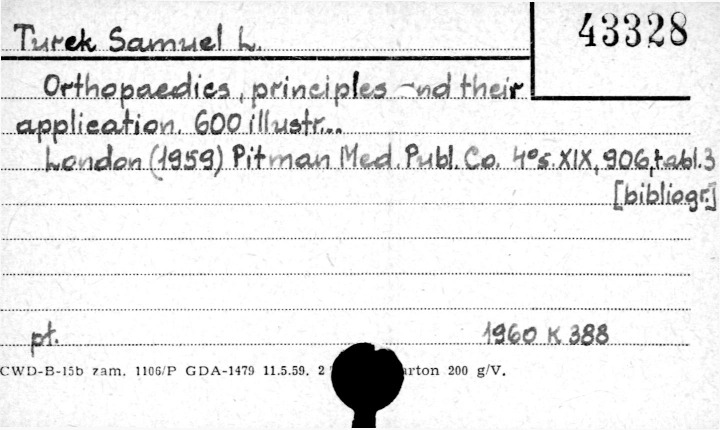 43328
Turek Samuel L.
Orthopaedics, principles and their
application. 600 illustr...
London (1959) Pitman Med. Publ. Co. 4° s. XIX, 906, tabl. 3
[bibliogr.]
pt. 1960 K 388
CWD-B-15b zam. 1106/P GDA-1479 11.5.59. 2 arton 200 g/V.